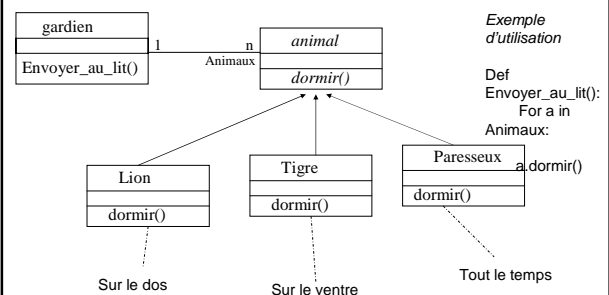 gardien
Envoyer_au_lit()
1
n
Animaux
animal
dormir()
Exemple
d'utilisation
Def
Envoyer_au_lit():
For a in
Animaux:
a.dormir()
Lion
dormir()
Tigre
dormir()
Paresseux
dormir()
Sur le dos
Sur le ventre
Tout le temps